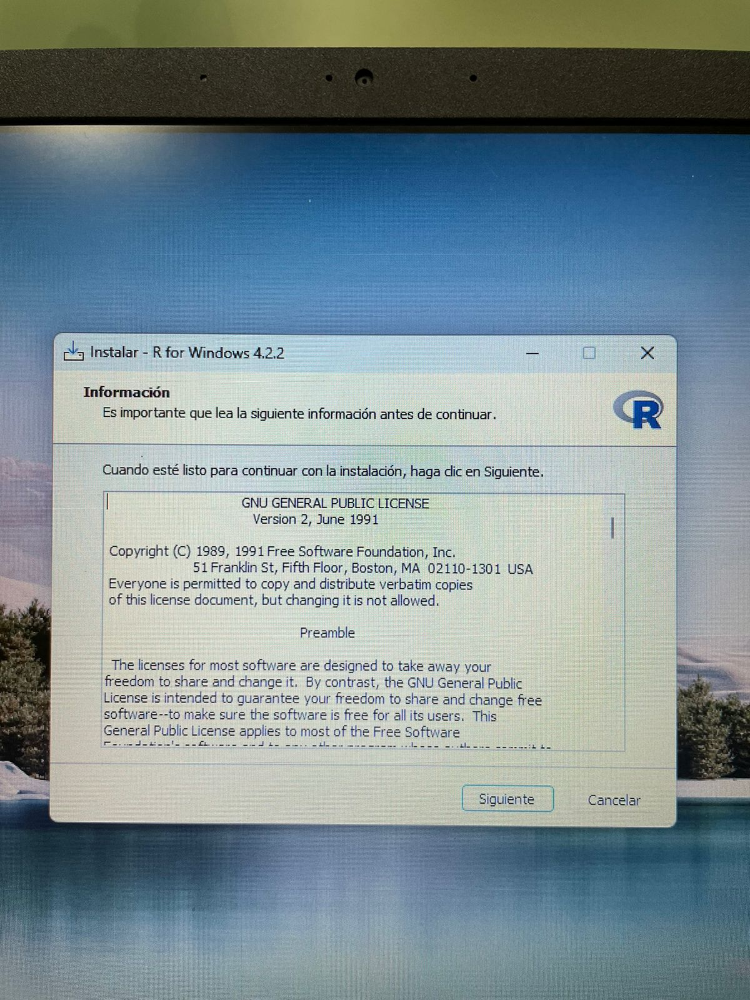 Instalar - R for Windows 4.2.2
Información
Es importante que lea la siguiente información antes de continuar.
R
Cuando esté listo para continuar con la instalación, haga clic en Siguiente.
GNU GENERAL PUBLIC LICENSE
Version 2, June 1991
Copyright (C) 1989, 1991 Free Software Foundation, Inc.
51 Franklin St, Fifth Floor, Boston, MA 02110-1301 USA
Everyone is permitted to copy and distribute verbatim copies
of this license document, but changing it is not allowed.
Preamble
The licenses for most software are designed to take away your
freedom to share and change it. By contrast, the GNU General Public
License is intended to guarantee your freedom to share and change free
software--to make sure the software is free for all its users. This
General Public License applies to most of the Free Software
Siguiente
Cancelar